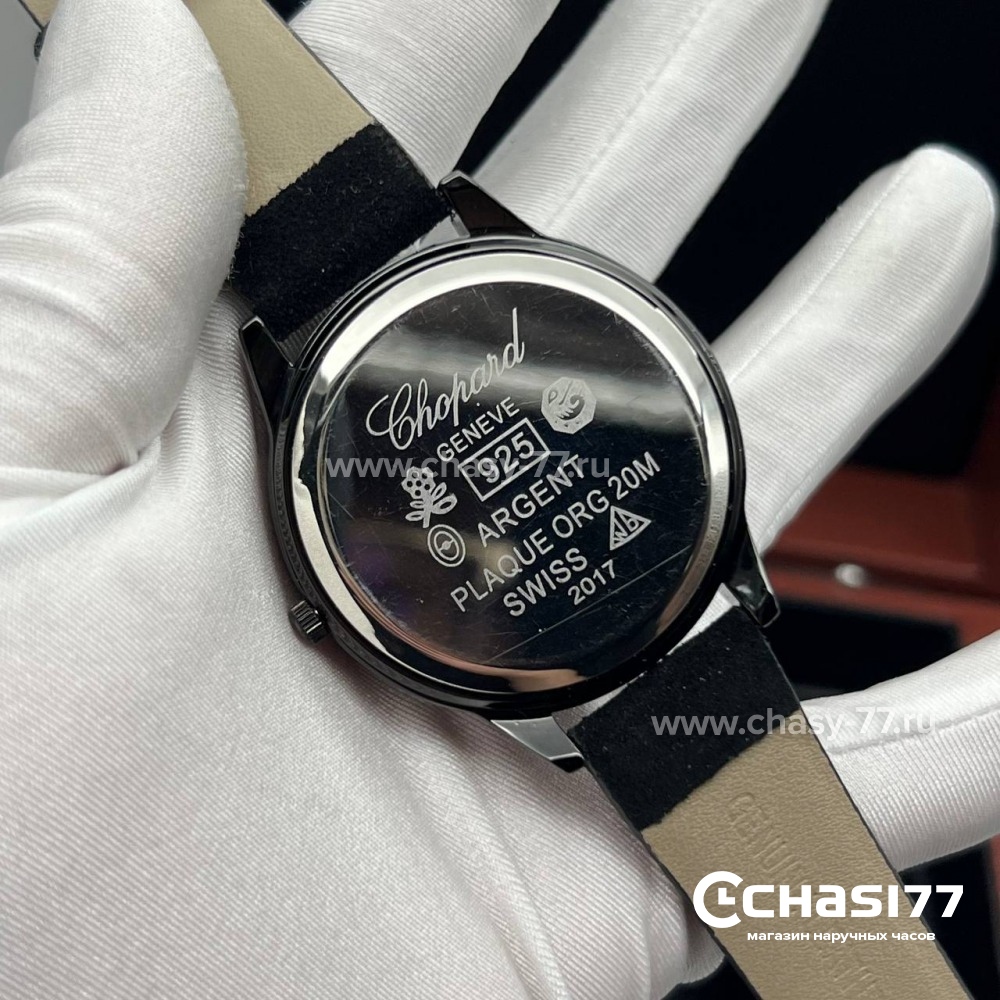 Chopard
GENEVE
925
ARGENT
PLAQUE ORG 20M
SWISS
2017
www.chasy-77.ru
www.chasy-77.ru
CHASI77
магазин наручных часов